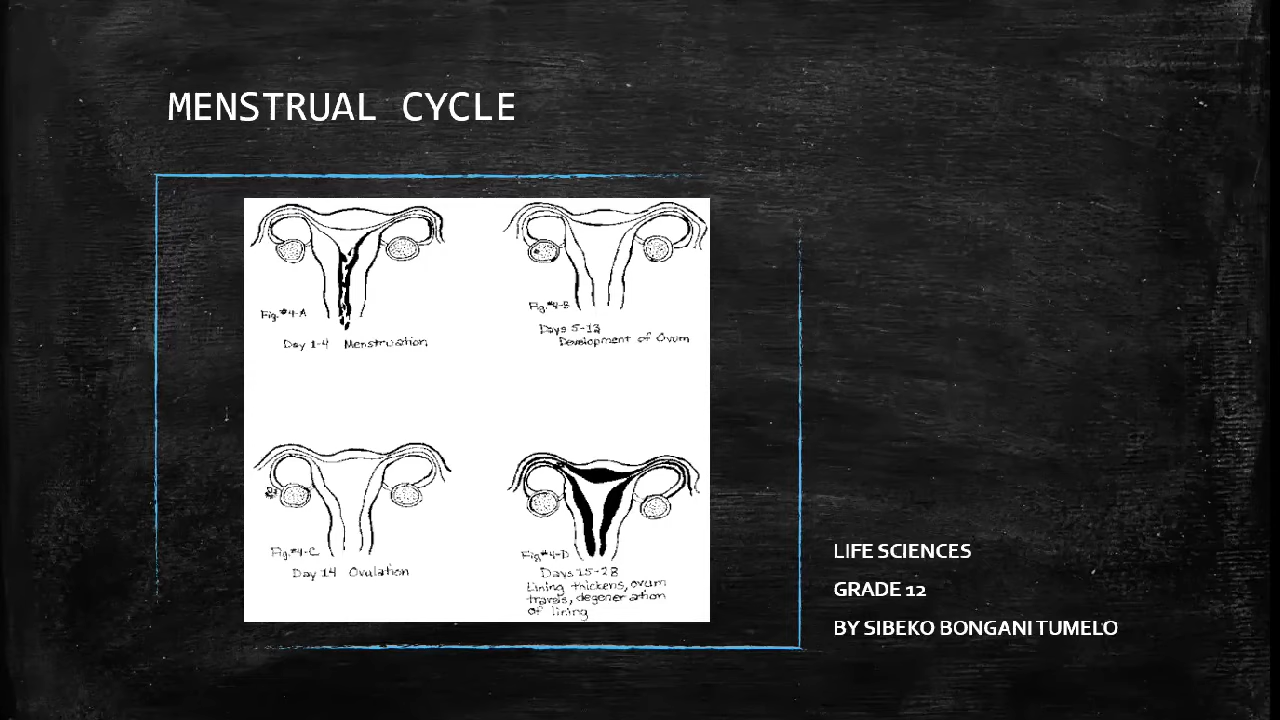 MENSTRUAL CYCLE
Fig.#4-A
Day 1-4 Menstruation
Fig.#4-B
Days 5-13
Development of Ovum
Fig.#4-C
Day 14 Ovulation
Fig#4-D
Days 15-28
Lining thickens, ovum
travels, degeneration
of lining
LIFE SCIENCES
GRADE 12
BY SIBEKO BONGANI TUMELO